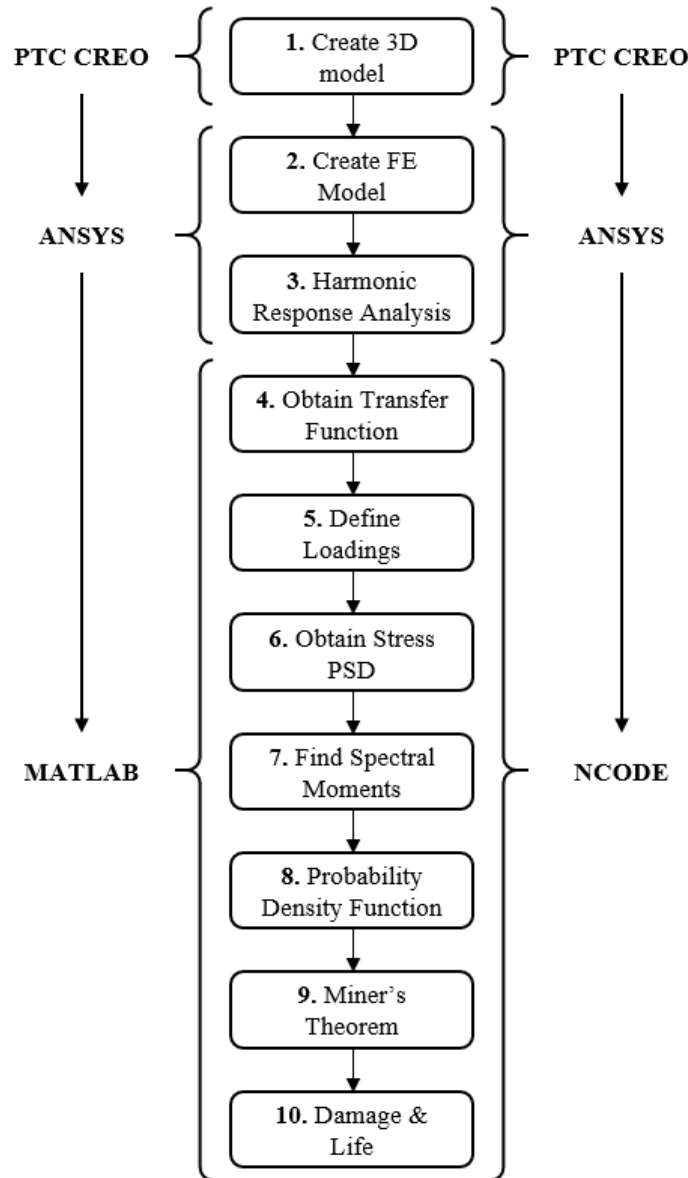 1. Create 3D
model
PTC CREO
PTC CREO
2. Create FE
Model
ANSYS
ANSYS
3. Harmonic
Response Analysis
4. Obtain Transfer
Function
5. Define
Loadings
6. Obtain Stress
PSD
7. Find Spectral
Moments
MATLAB
NCODE
8. Probability
Density Function
9. Miner’s
Theorem
10. Damage &
Life